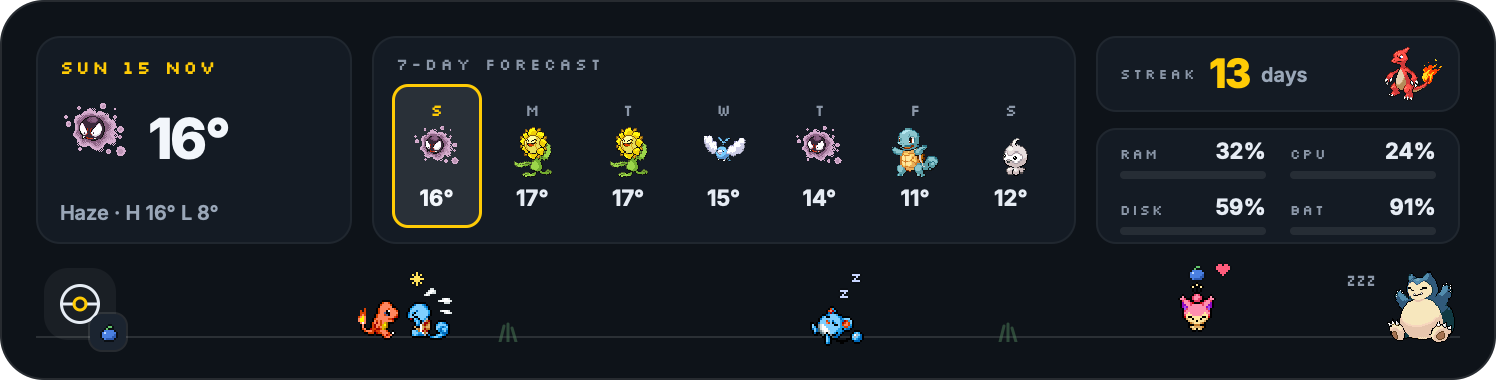 SUN 15 NOV
16°
Haze · H 16° L 8°
7-DAY FORECAST
S M T W T F S
16° 17° 17° 15° 14° 11° 12°
STREAK 13 days
RAM 32% CPU 24%
DISK 59% BAT 91%
z
z
zzz